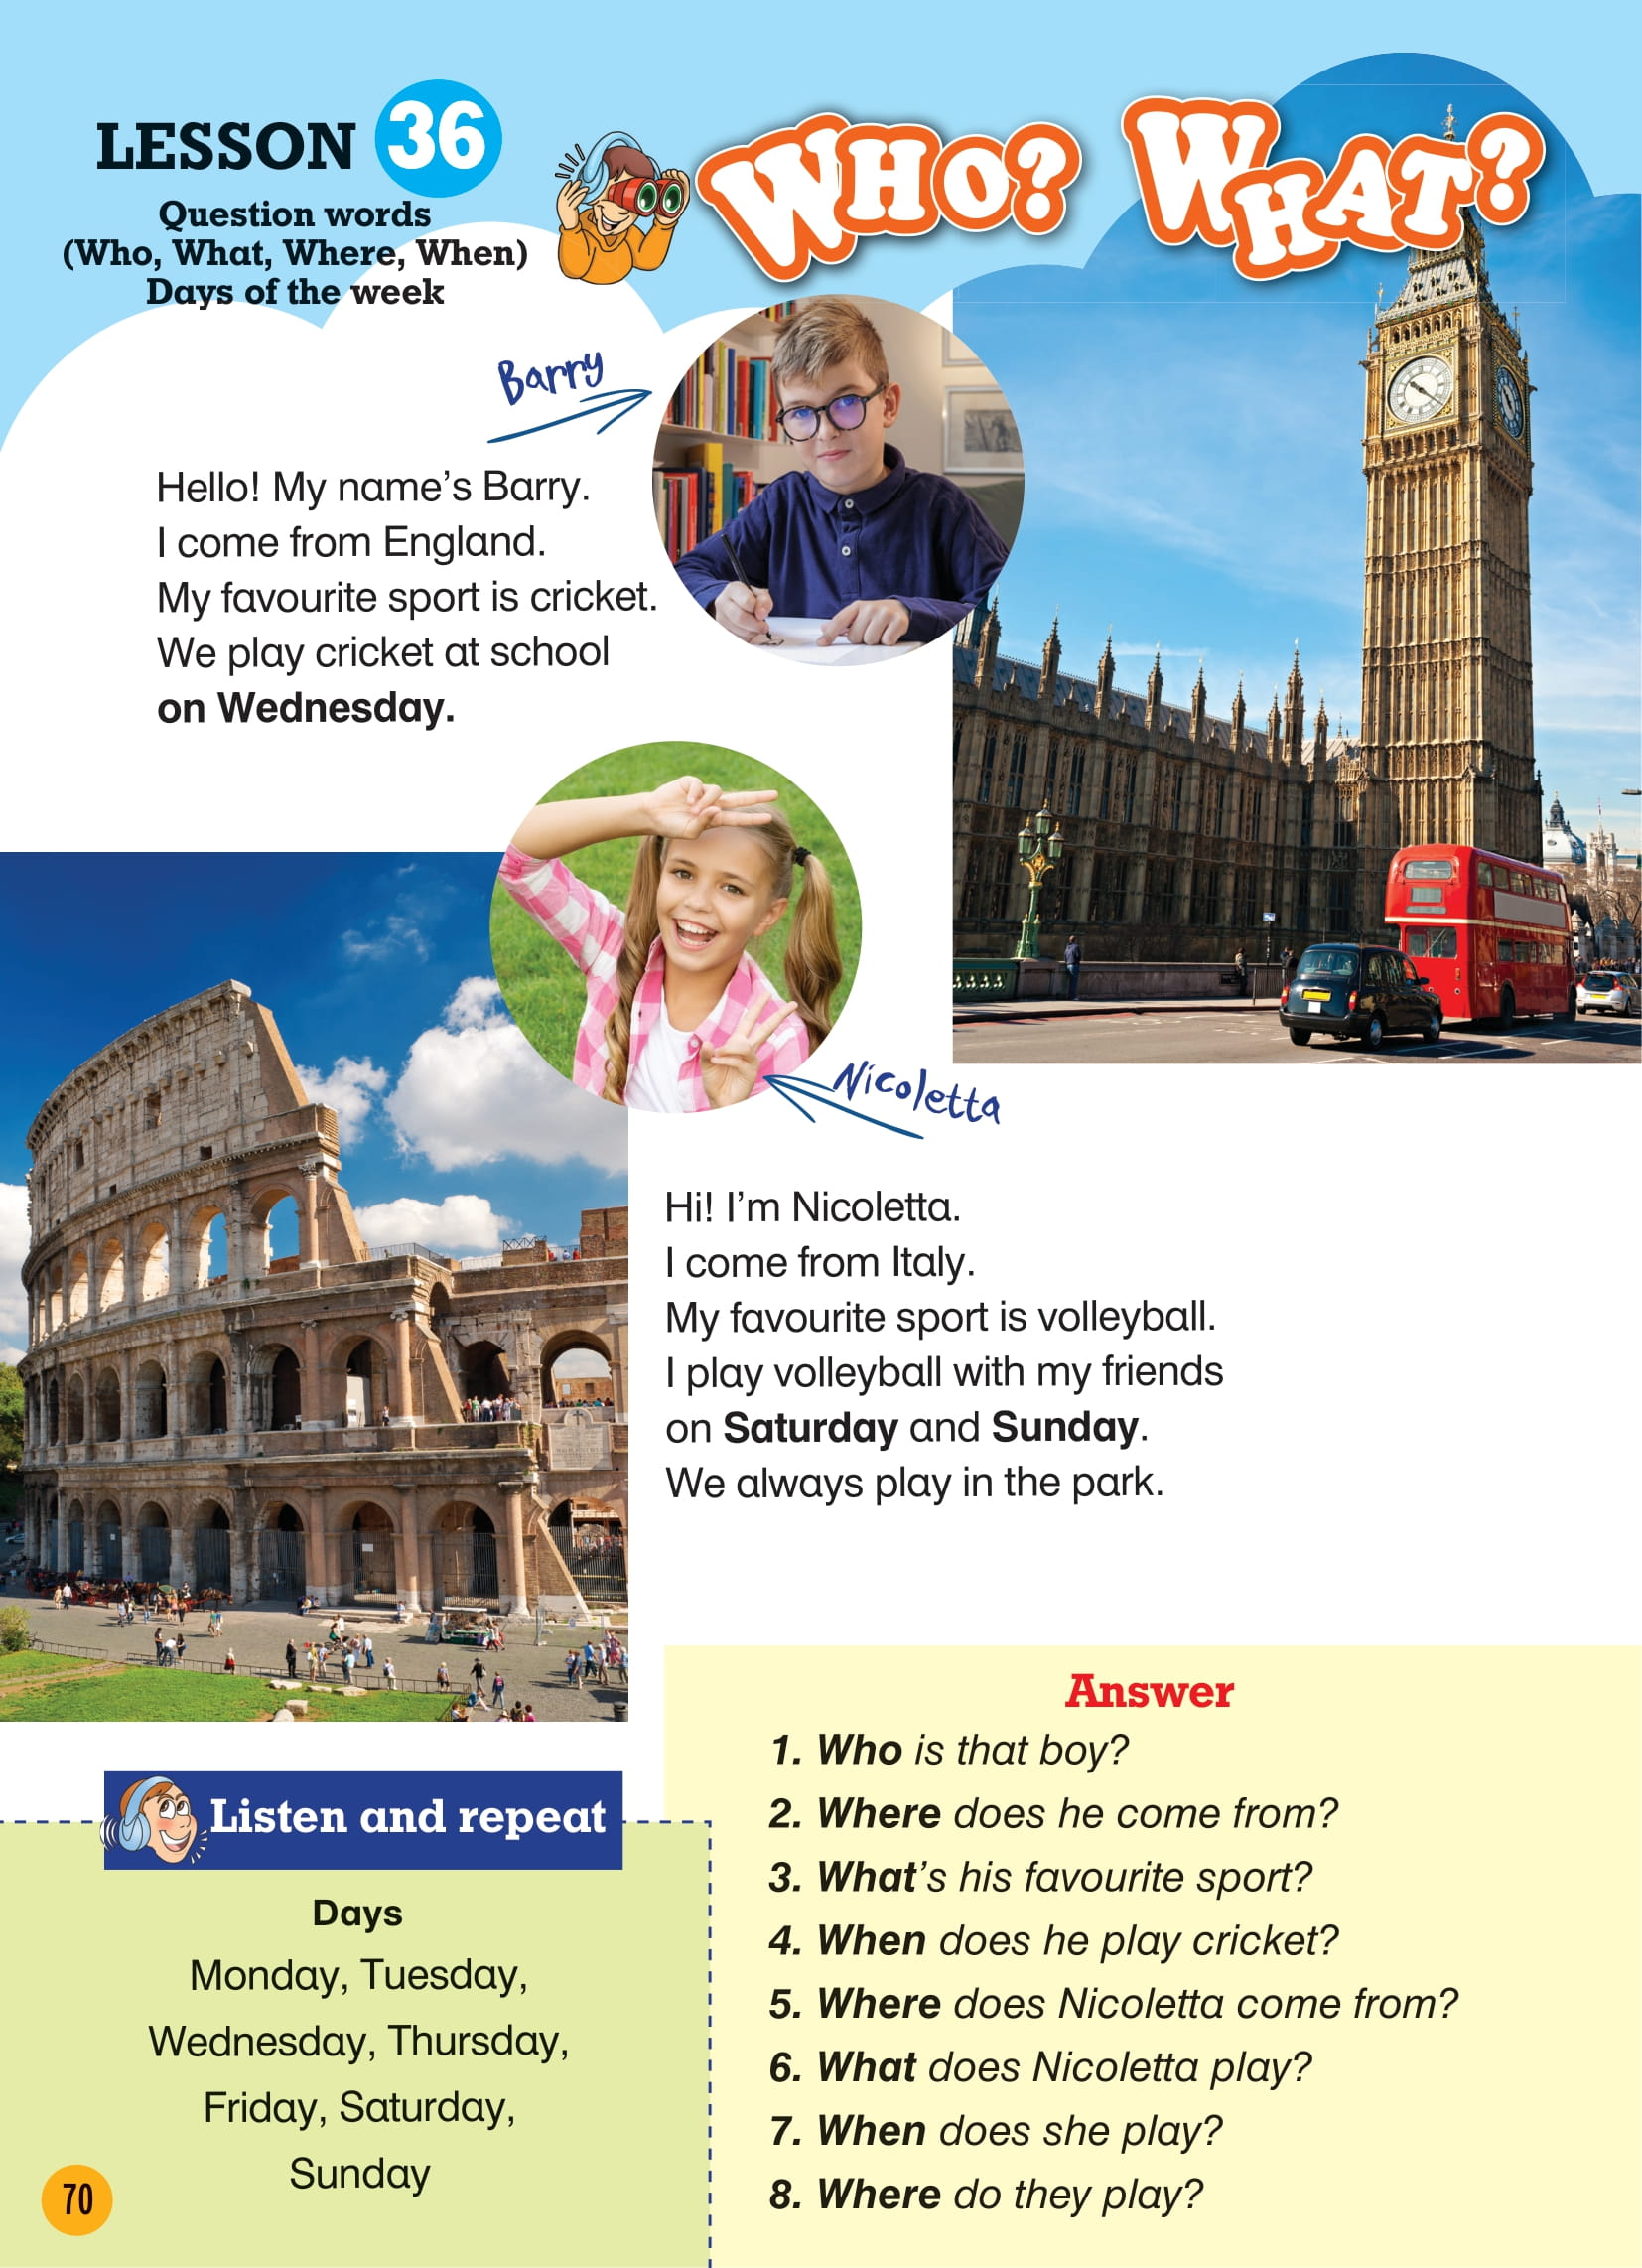 LESSON 36
Question words
(Who, What, Where, When)
Days of the week
WHO? WHAT?
Barry
Hello! My name's Barry.
I come from England.
My favourite sport is cricket.
We play cricket at school
on Wednesday.
Nicoletta
Hi! I'm Nicoletta.
I come from Italy.
My favourite sport is volleyball.
I play volleyball with my friends
on Saturday and Sunday.
We always play in the park.
Listen and repeat
Days
Monday, Tuesday,
Wednesday, Thursday,
Friday, Saturday,
Sunday
Answer
1. Who is that boy?
2. Where does he come from?
3. What's his favourite sport?
4. When does he play cricket?
5. Where does Nicoletta come from?
6. What does Nicoletta play?
7. When does she play?
8. Where do they play?
70